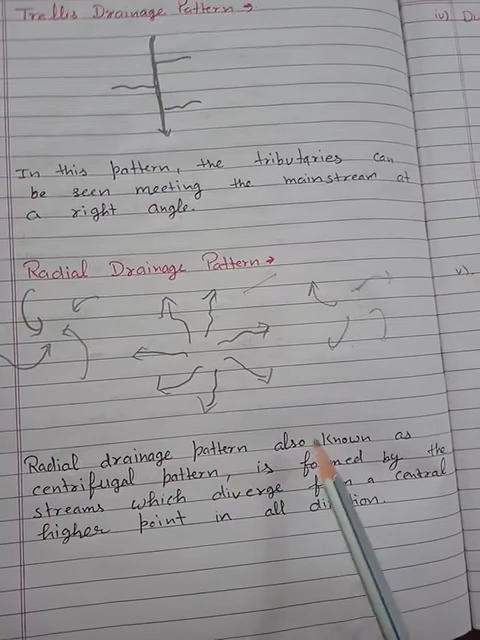 Trellis Drainage Pattern →
In this pattern, the tributaries can
be seen meeting the mainstream at
a right angle.
Radial Drainage Pattern →
Radial drainage pattern also known as
centrifugal pattern, is formed by the
streams which diverge from a central
higher point in all direction.
iv)
v).